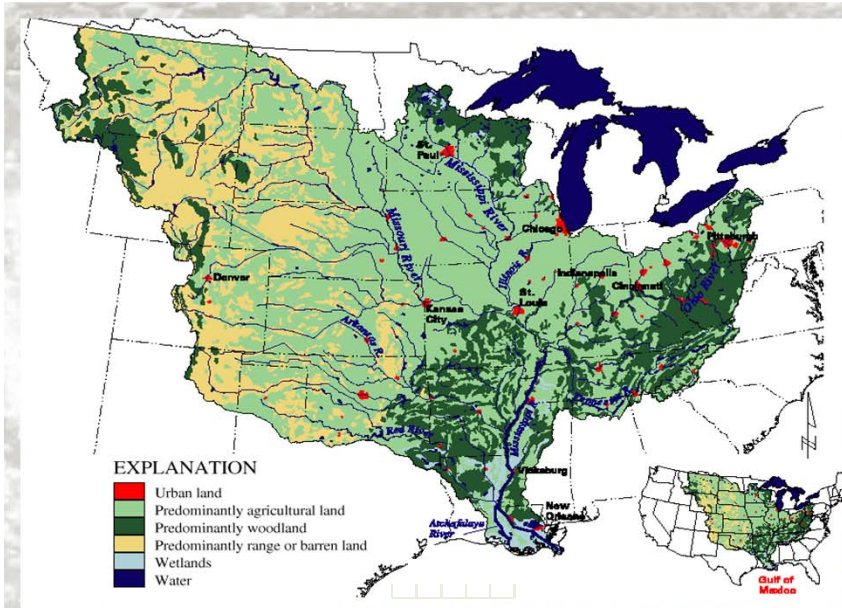 St.
Paul
Mississippi River
Missouri River
Chicago
Pittsburgh
Illinois R.
Indianapolis
Denver
St.
Louis
Cincinnati
Ohio River
Kansas
City
Arkansas R.
Tennessee R.
Mississippi R.
Red River
Vicksburg
New
Orleans
Atchafalaya
River
EXPLANATION
Urban land
Predominantly agricultural land
Predominantly woodland
Predominantly range or barren land
Wetlands
Water
Gulf of
Mexico
N